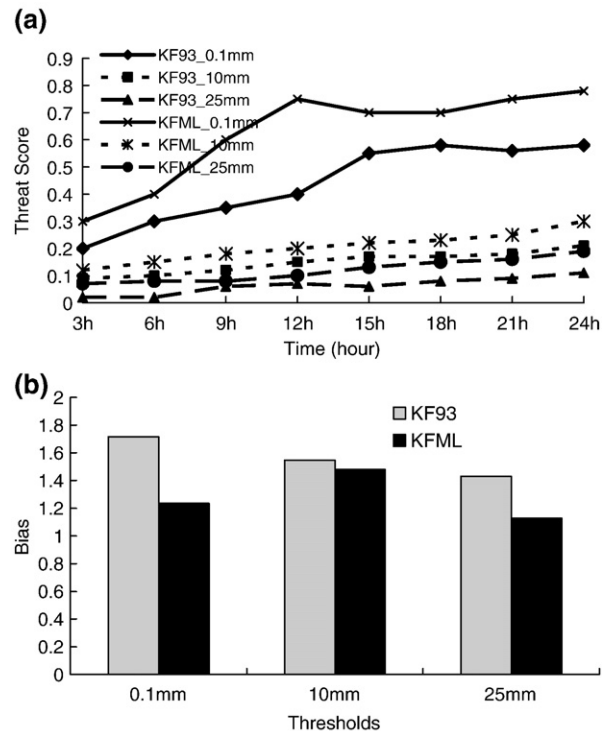 (a)
KF93_0.1mm
KF93_10mm
KF93_25mm
KFML_0.1mm
KFML_10mm
KFML_25mm
Threat Score
0.9
0.8
0.7
0.6
0.5
0.4
0.3
0.2
0.1
0
3h 6h 9h 12h 15h 18h 21h 24h
Time (hour)
(b)
KF93
KFML
Bias
2
1.8
1.6
1.4
1.2
1
0.8
0.6
0.4
0.2
0
0.1mm 10mm 25mm
Thresholds